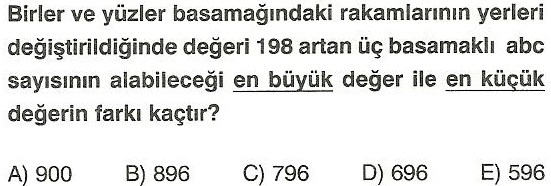 Birler ve yüzler basamağındaki rakamlarının yerleri
değiştirildiğinde değeri 198 artan üç basamaklı abc
sayısının alabileceği en büyük değer ile en küçük
değerin farkı kaçtır?
A) 900 B) 896 C) 796 D) 696 E) 596